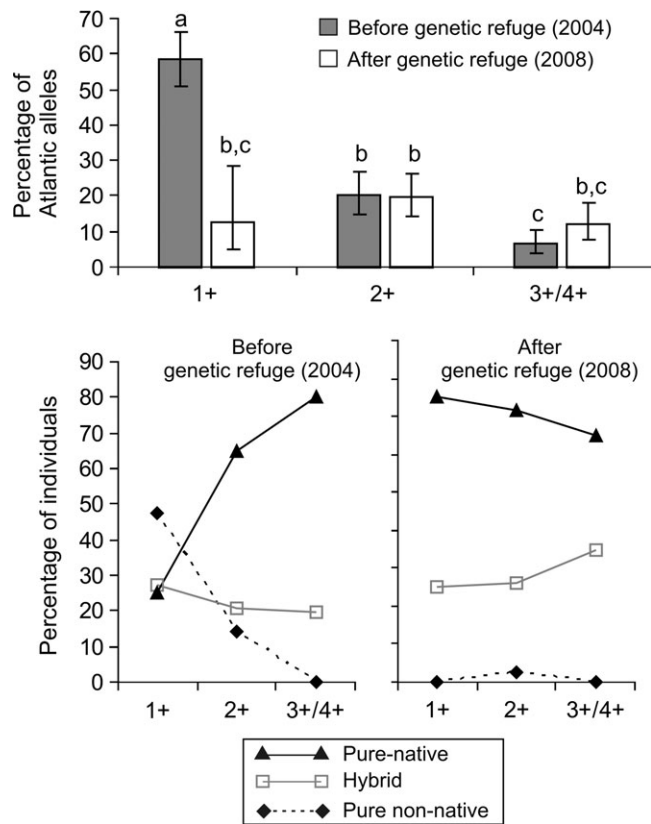 70
60
50
40
30
20
10
0
Percentage of
Atlantic alleles
Before genetic refuge (2004)
After genetic refuge (2008)
a
b,c
b
b
c
b,c
1+ 2+ 3+/4+
90
80
70
60
50
40
30
20
10
0
Percentage of individuals
Before
genetic refuge (2004)
After
genetic refuge (2008)
1+ 2+ 3+/4+
1+ 2+ 3+/4+
Pure-native
Hybrid
Pure non-native